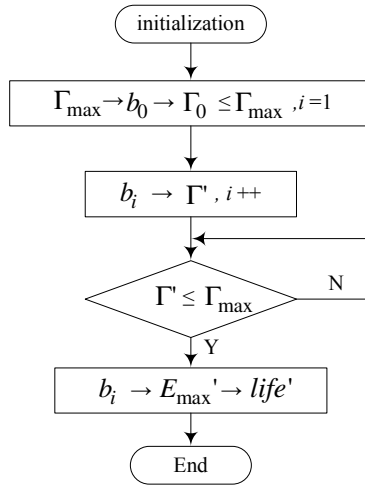 initialization
Γmax→b0→ Γ0 ≤Γmax ,i=1
bi → Γ' , i++
Γ' ≤ Γmax
N
Y
bi → Emax'→ life'
End